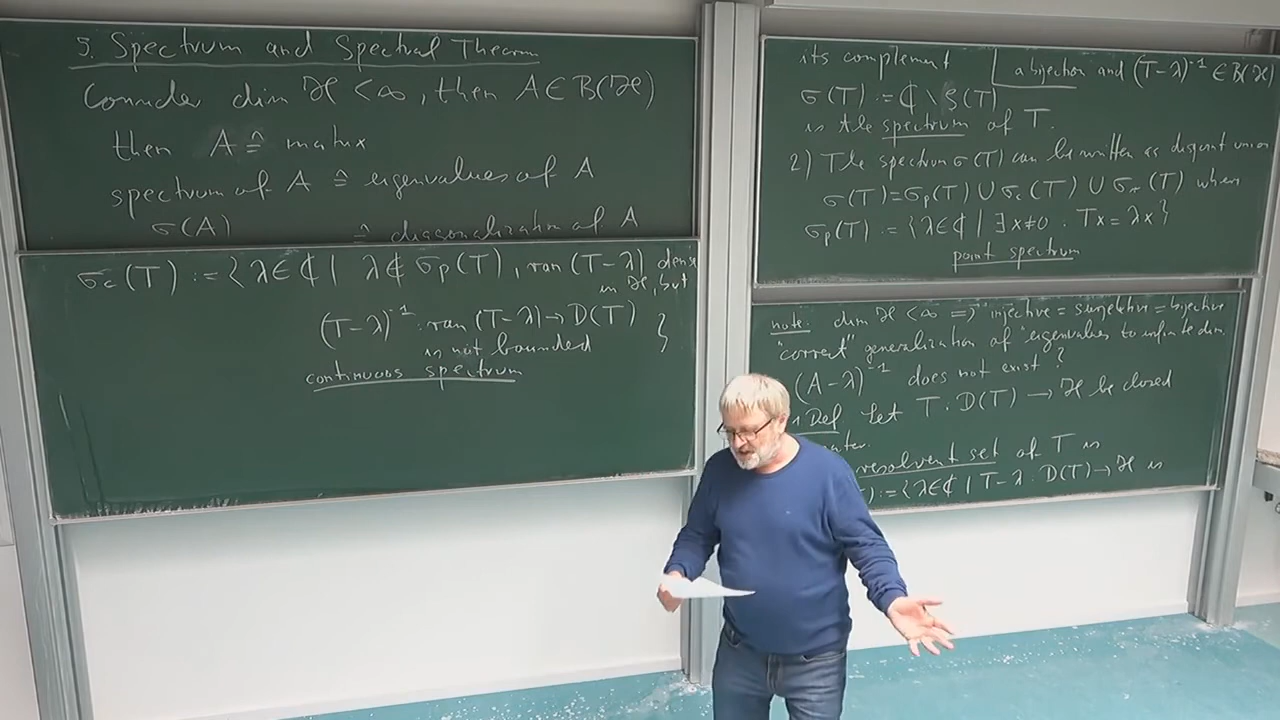 5. Spectrum and Spectral Theorem
Consider dim ℋ < ∞, then A ∈ B(ℋ)
then A ≙ matrix
spectrum of A ≙ eigenvalues of A
σ(A) ≙ diagonalization of A
σc(T) := {λ∈ℂ | λ∉ σp(T), ran (T-λ) dense
in ℋ, but
(T-λ)⁻¹: ran (T-λ) → D(T) }
is not bounded
continuous spectrum
note: dim ℋ < ∞ => "injective = surjective = bijective
"correct" generalization of "eigenvalues to infinite dim.
(A-λ)⁻¹ does not exist ?
Def Let T: D(T) → ℋ be closed
resolvent set of T is
:= {λ∈ℂ | T-λ : D(T) → ℋ is
its complement a bijection and (T-λ)⁻¹ ∈ B(ℋ)
σ(T) := ℂ \ ρ(T)
is the spectrum of T.
2) The spectrum σ(T) can be written as disjoint union
σ(T) = σp(T) ∪ σc(T) ∪ σr(T) where
σp(T) := {λ∈ℂ | ∃x≠0 : Tx = λx}
point spectrum